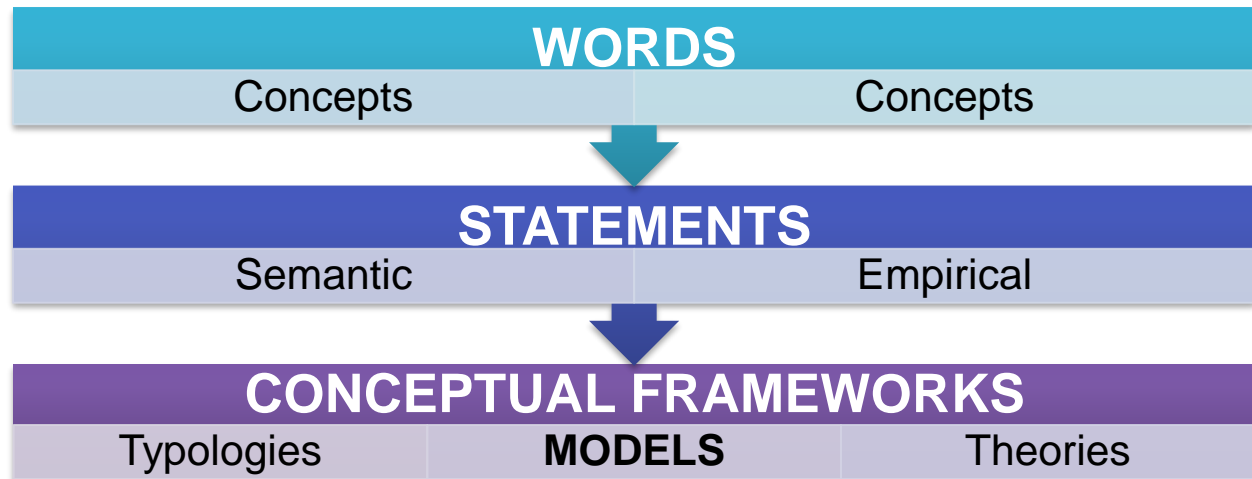 WORDS
Concepts Concepts
STATEMENTS
Semantic Empirical
CONCEPTUAL FRAMEWORKS
Typologies MODELS Theories